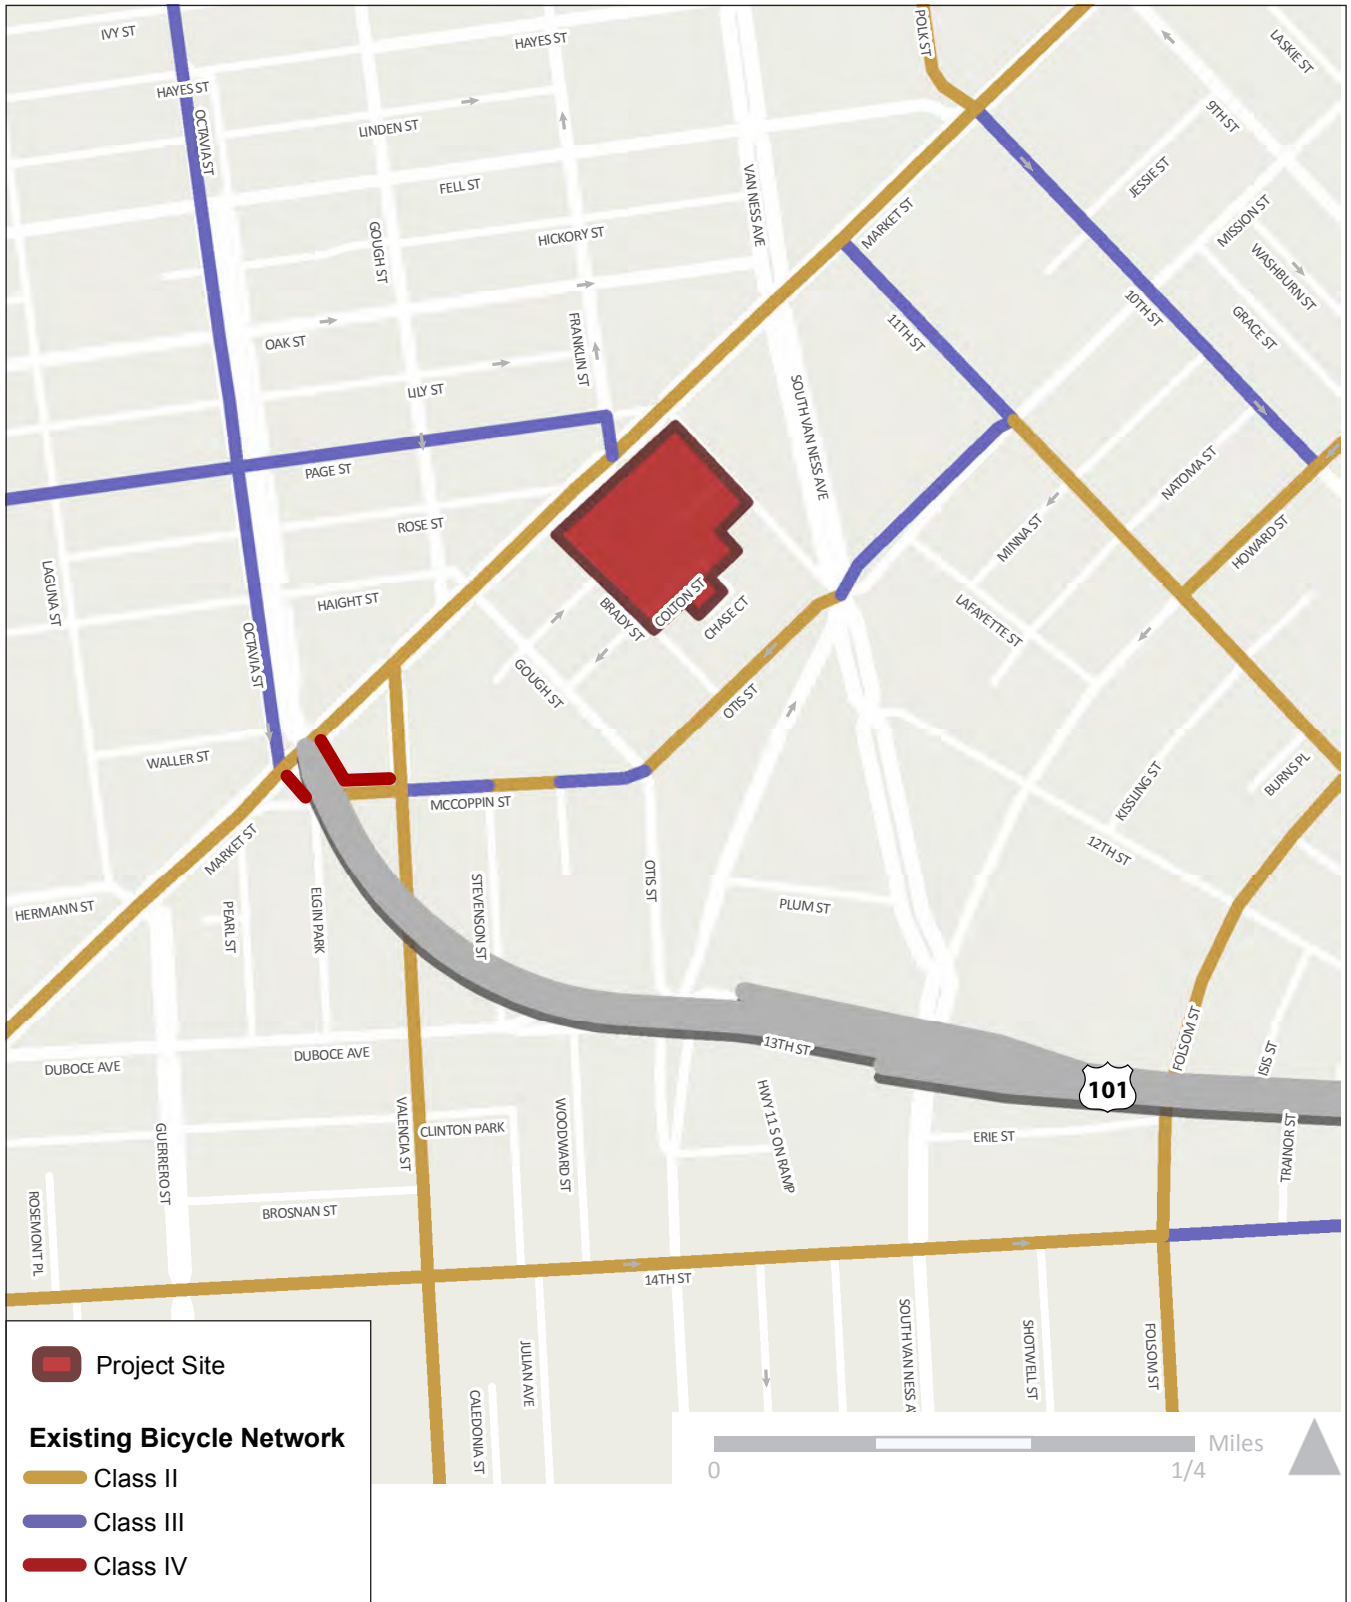 IVY ST
HAYES ST
POLK ST
LASKIE ST
HAYES ST
OCTAVIA ST
LINDEN ST
9TH ST
FELL ST
VAN NESS AVE
JESSIE ST
MARKET ST
MISSION ST
GOUGH ST
HICKORY ST
WASHBURN ST
10TH ST
GRACE ST
OAK ST
FRANKLIN ST
11TH ST
LILY ST
SOUTH VAN NESS AVE
PAGE ST
NATOMA ST
ROSE ST
MINNA ST
HOWARD ST
LAGUNA ST
HAIGHT ST
BRADY ST
COLTON ST
CHASE CT
LAFAYETTE ST
OCTAVIA ST
GOUGH ST
OTIS ST
WALLER ST
MCCOPPIN ST
KISSLING ST
BURNS PL
MARKET ST
12TH ST
HERMANN ST
PEARL ST
ELGIN PARK
STEVENSON ST
OTIS ST
PLUM ST
DUBOCE AVE
DUBOCE AVE
13TH ST
FOLSOM ST
ISIS ST
101
VALENCIA ST
CLINTON PARK
WOODWARD ST
HWY 11 S ON RAMP
ERIE ST
TRAINOR ST
GUERRERO ST
ROSEMONT PL
BROSNAN ST
14TH ST
JULIAN AVE
CALEDONIA ST
SOUTH VAN NESS A
SHOTWELL ST
FOLSOM ST
Project Site
Existing Bicycle Network
Class II
Class III
Class IV
Miles
0
1/4